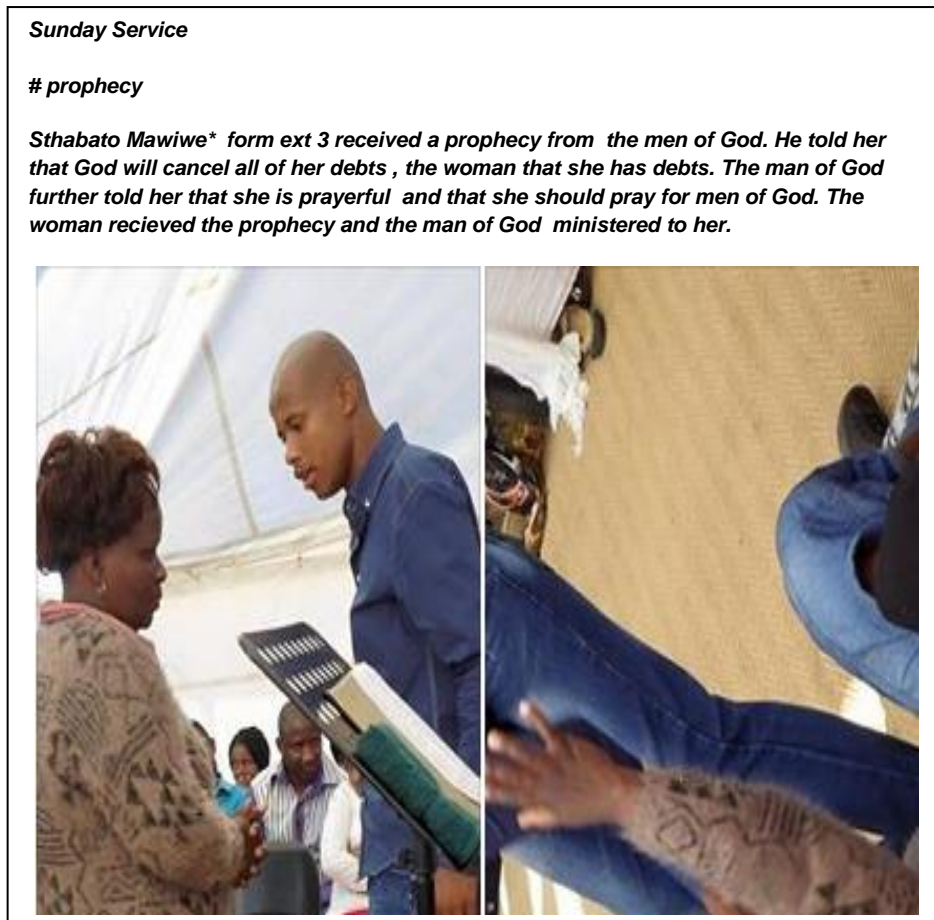 Sunday Service
# prophecy
Sthabato Mawiwe* form ext 3 received a prophecy from the men of God. He told her
that God will cancel all of her debts , the woman that she has debts. The man of God
further told her that she is prayerful and that she should pray for men of God. The
woman recieved the prophecy and the man of God ministered to her.